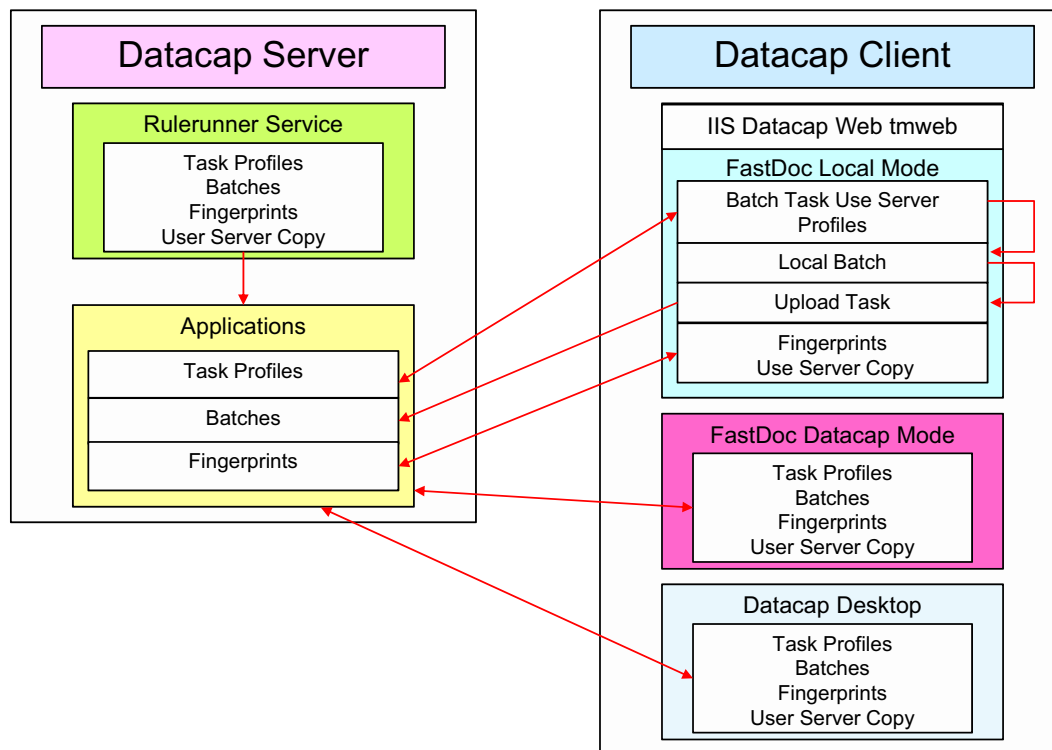 Datacap Server
Rulerunner Service
Task Profiles
Batches
Fingerprints
User Server Copy
Applications
Task Profiles
Batches
Fingerprints
Datacap Client
IIS Datacap Web tmweb
FastDoc Local Mode
Batch Task Use Server
Profiles
Local Batch
Upload Task
Fingerprints
Use Server Copy
FastDoc Datacap Mode
Task Profiles
Batches
Fingerprints
User Server Copy
Datacap Desktop
Task Profiles
Batches
Fingerprints
User Server Copy